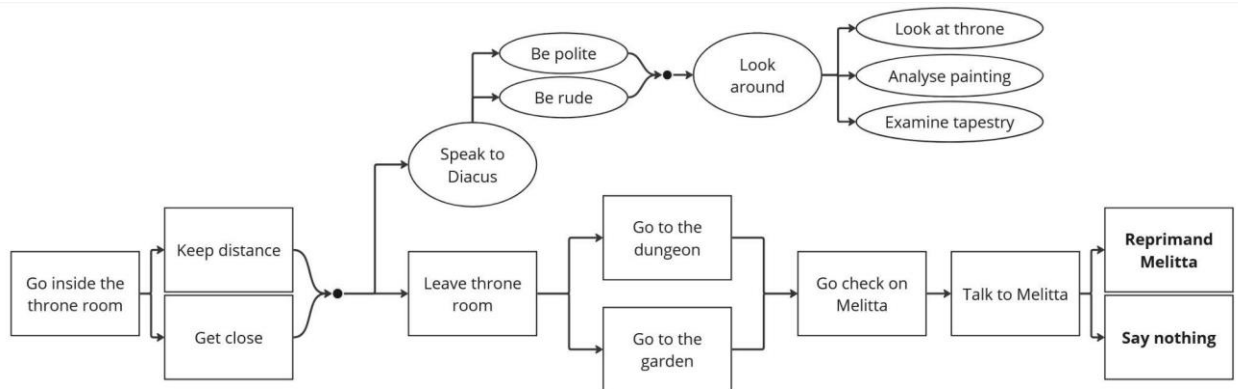 Look at throne
Be polite
Look
around
Analyse painting
Be rude
Examine tapestry
Speak to
Diacus
Keep distance
Go to the
dungeon
Reprimand
Melitta
Go inside the
throne room
Leave throne
room
Go check on
Melitta
Talk to Melitta
Get close
Go to the
garden
Say nothing